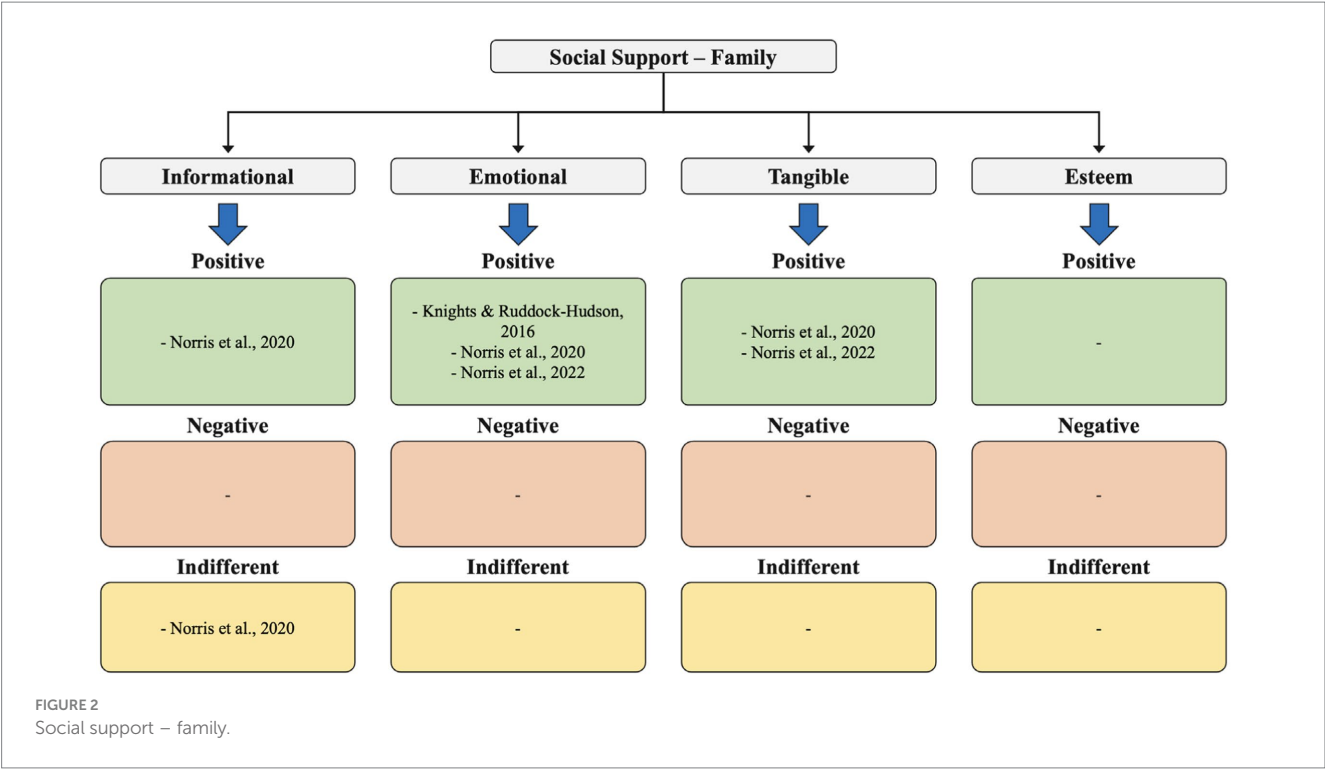 Social Support – Family
Informational
Emotional
Tangible
Esteem
Positive
Positive
Positive
Positive
- Norris et al., 2020
- Knights & Ruddock-Hudson,
2016
- Norris et al., 2020
- Norris et al., 2022
- Norris et al., 2020
- Norris et al., 2022
-
Negative
Negative
Negative
Negative
-
-
-
-
Indifferent
Indifferent
Indifferent
Indifferent
- Norris et al., 2020
-
-
-
FIGURE 2
Social support – family.